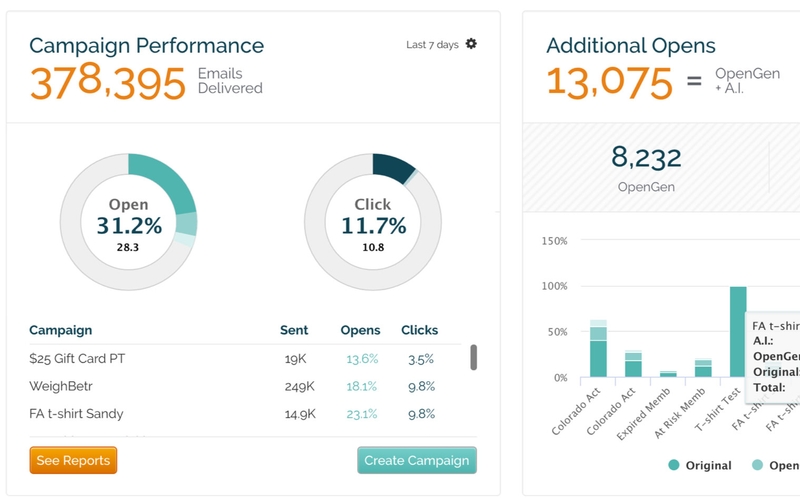 Campaign Performance
Last 7 days
378,395 Emails Delivered
Open
31.2%
28.3
Click
11.7%
10.8
Campaign Sent Opens Clicks
$25 Gift Card PT 19K 13.6% 3.5%
WeighBetr 249K 18.1% 9.8%
FA t-shirt Sandy 14.9K 23.1% 9.8%
See Reports
Create Campaign
Additional Opens
13,075 = OpenGen + A.I.
8,232
OpenGen
150%
100%
50%
0%
FA t-shir
A.I.:
OpenGen
Original:
Total:
Colorado Act
Colorado Act
Expired Memb
At Risk Memb
T-shirt Test
FA t-shirt
FA t-
Original
Open